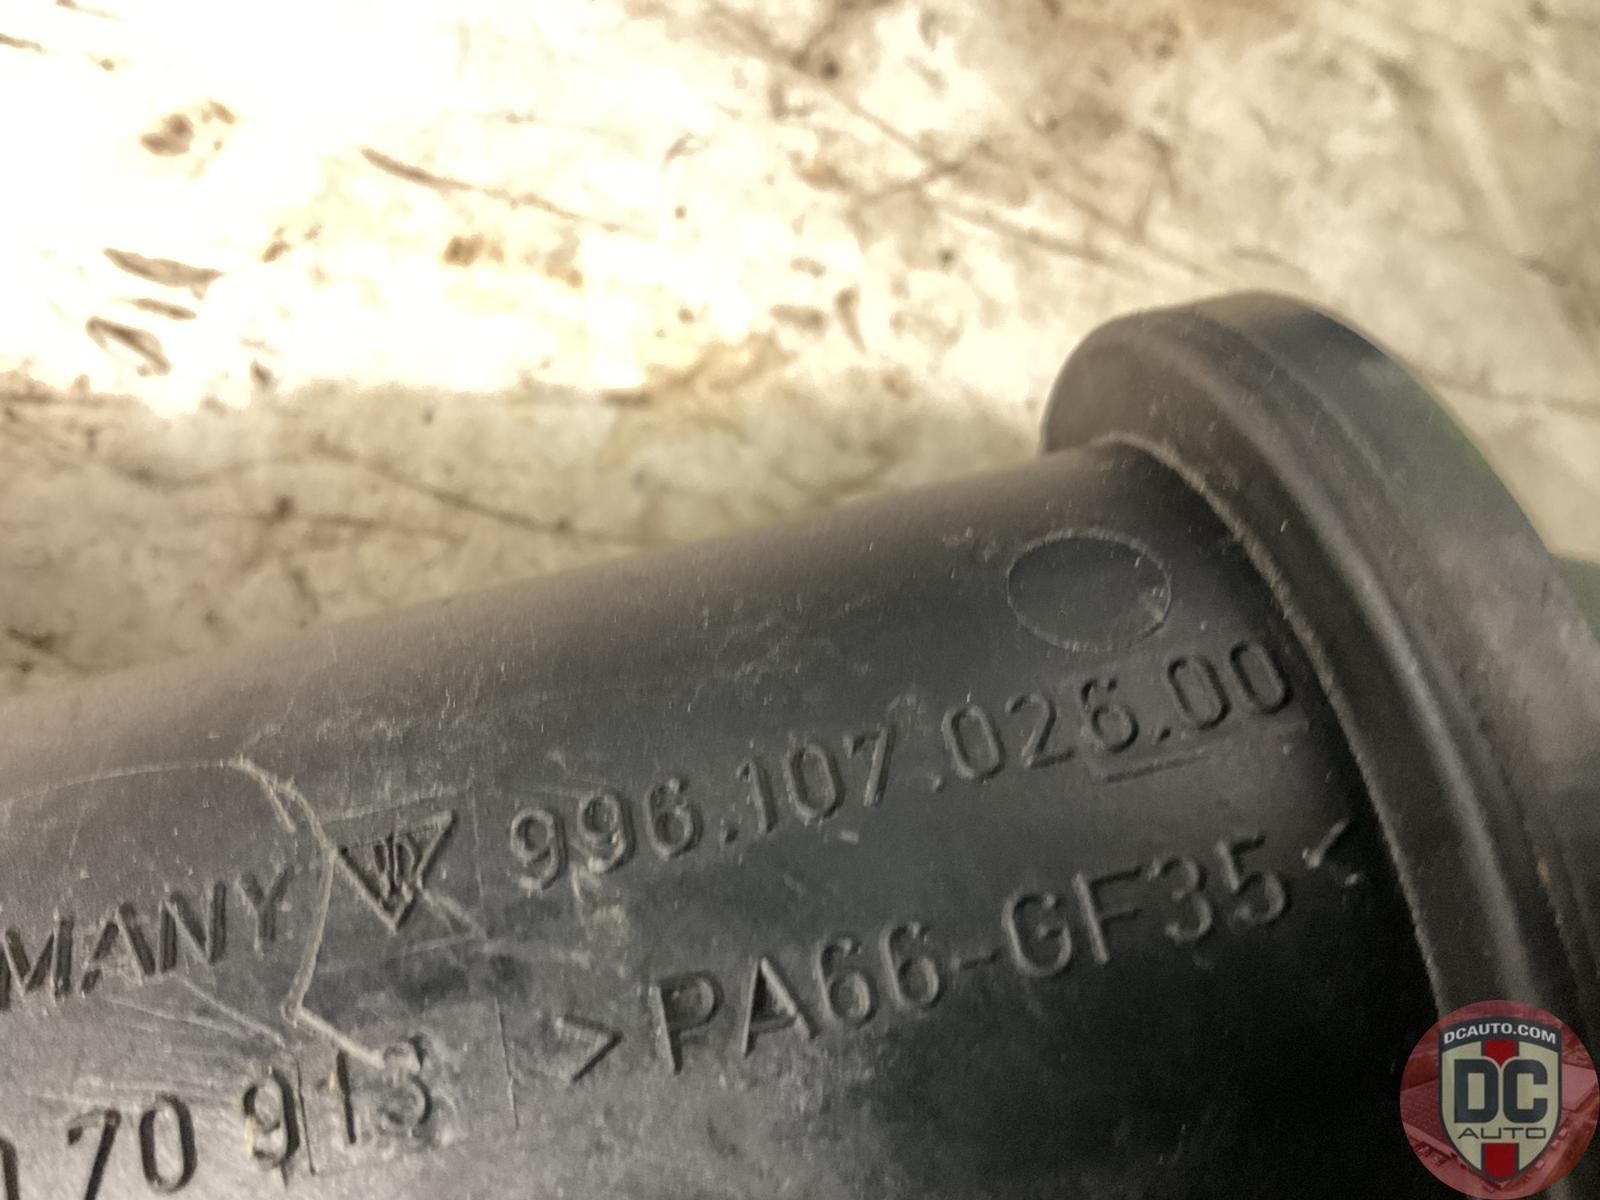 MANY 996.107.026.00
70 913 >PA66-GF35<
DCAUTO.COM
DC
AUTO